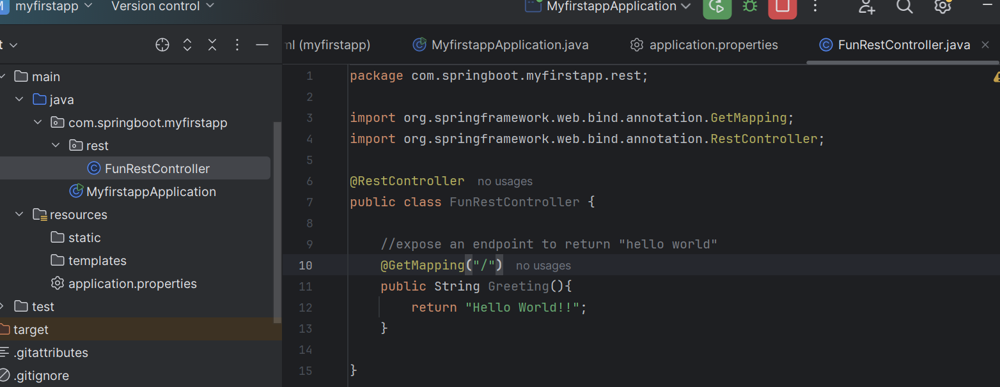 myfirstapp Version control MyfirstappApplication
ml (myfirstapp) MyfirstappApplication.java application.properties FunRestController.java
main
java
com.springboot.myfirstapp
rest
FunRestController
MyfirstappApplication
resources
static
templates
application.properties
test
target
.gitattributes
.gitignore
1 package com.springboot.myfirstapp.rest;
2
3 import org.springframework.web.bind.annotation.GetMapping;
4 import org.springframework.web.bind.annotation.RestController;
5
6 @RestController no usages
7 public class FunRestController {
8
9 //expose an endpoint to return "hello world"
10 @GetMapping("/") no usages
11 public String Greeting(){
12 return "Hello World!!";
13 }
14
15 }